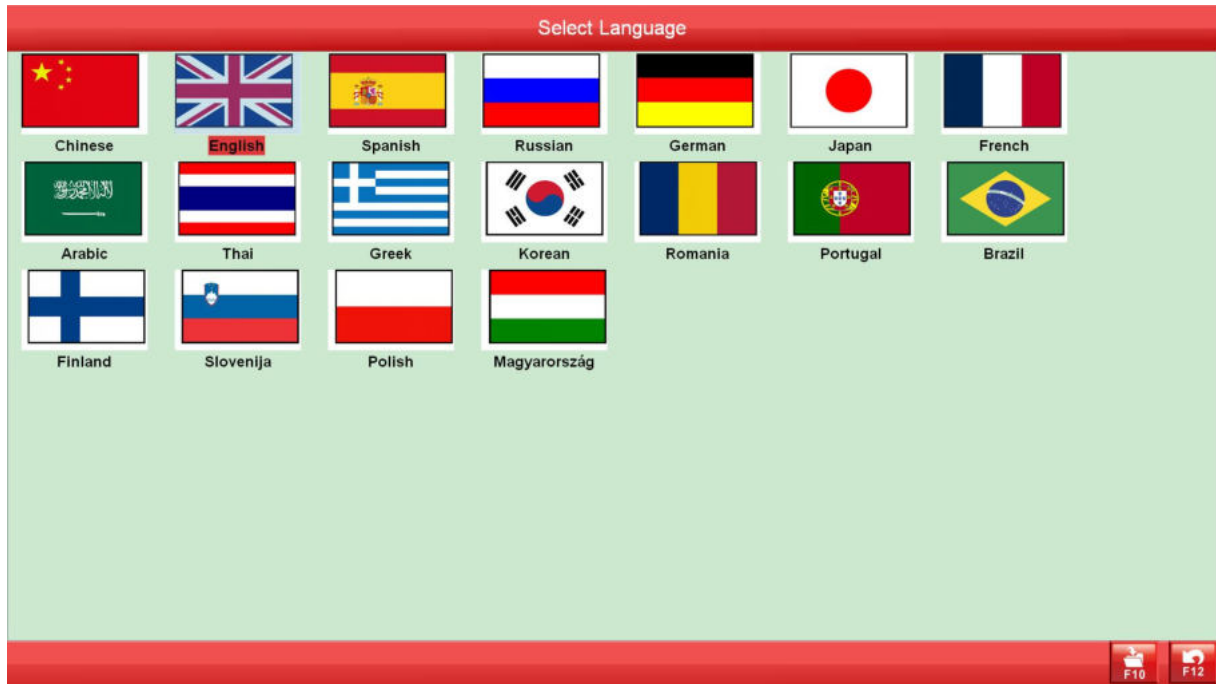 Select Language
Chinese English Spanish Russian German Japan French
Arabic Thai Greek Korean Romania Portugal Brazil
Finland Slovenija Polish Magyarország
F10 F12